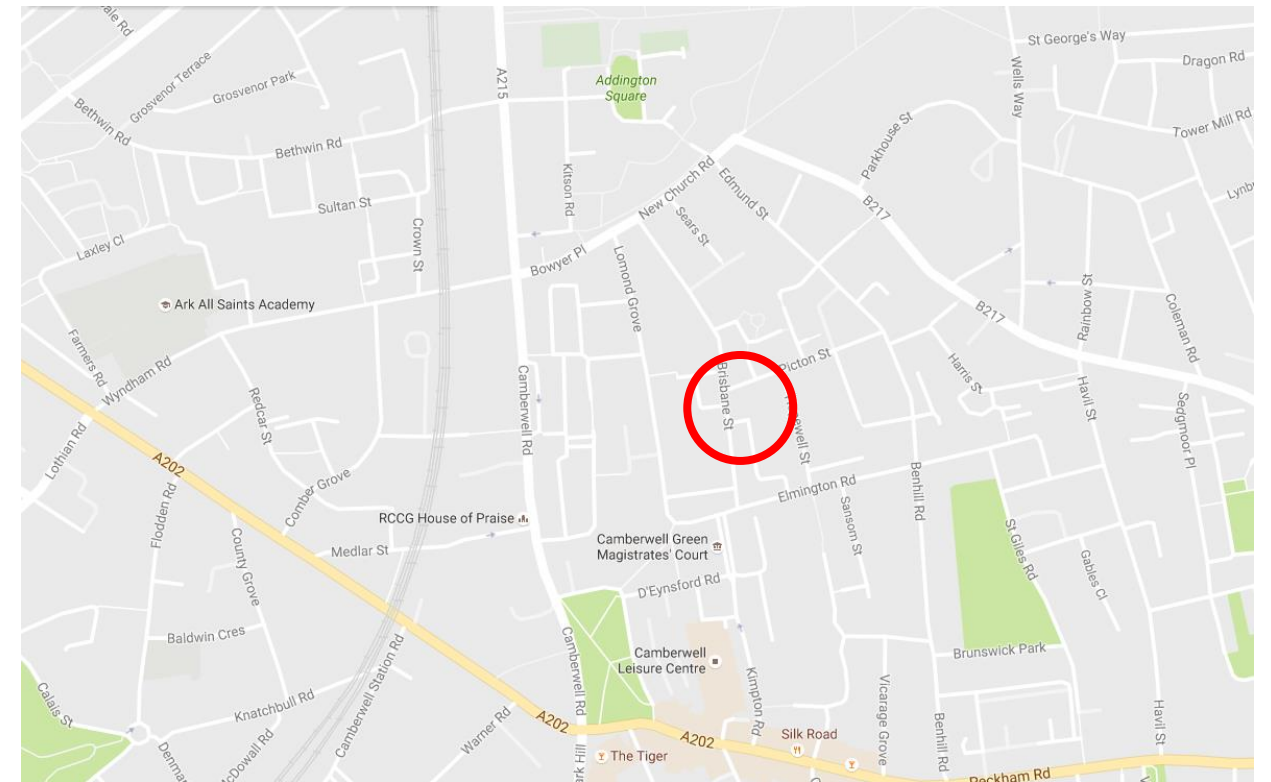 Grosvenor Terrace
Grosvenor Park
Bethwin Rd
Bethwin Rd
A215
Addington
Square
St George's Way
Dragon Rd
Wells Way
Tower Mill Rd
Parkhouse St
Sultan St
Crown St
Kitson Rd
New Church Rd
Edmund St
Sears St
B217
Laxley Cl
Bowyer Pl
Lomond Grove
Ark All Saints Academy
B217
Rainbow St
Coleman Rd
Farmers Rd
Wyndham Rd
Redcar St
Camberwell Rd
Brisbane St
Picton St
Harris St
Havil St
Sedgmoor Pl
Lothian Rd
A202
Flodden Rd
Comber Grove
RCCG House of Praise
Medlar St
County Grove
Elmington Rd
Sansom St
Benhill Rd
St Giles Rd
Gables Cl
Camberwell Green
Magistrates' Court
D'Eynsford Rd
Baldwin Cres
Camberwell Rd
Camberwell
Leisure Centre
Brunswick Park
Calais St
Knatchbull Rd
Camberwell Station Rd
McDowall Rd
Warner Rd
A202
Kimpton Rd
A202
Silk Road
The Tiger
Vicarage Grove
Benhill Rd
Havil St
Peckham Rd